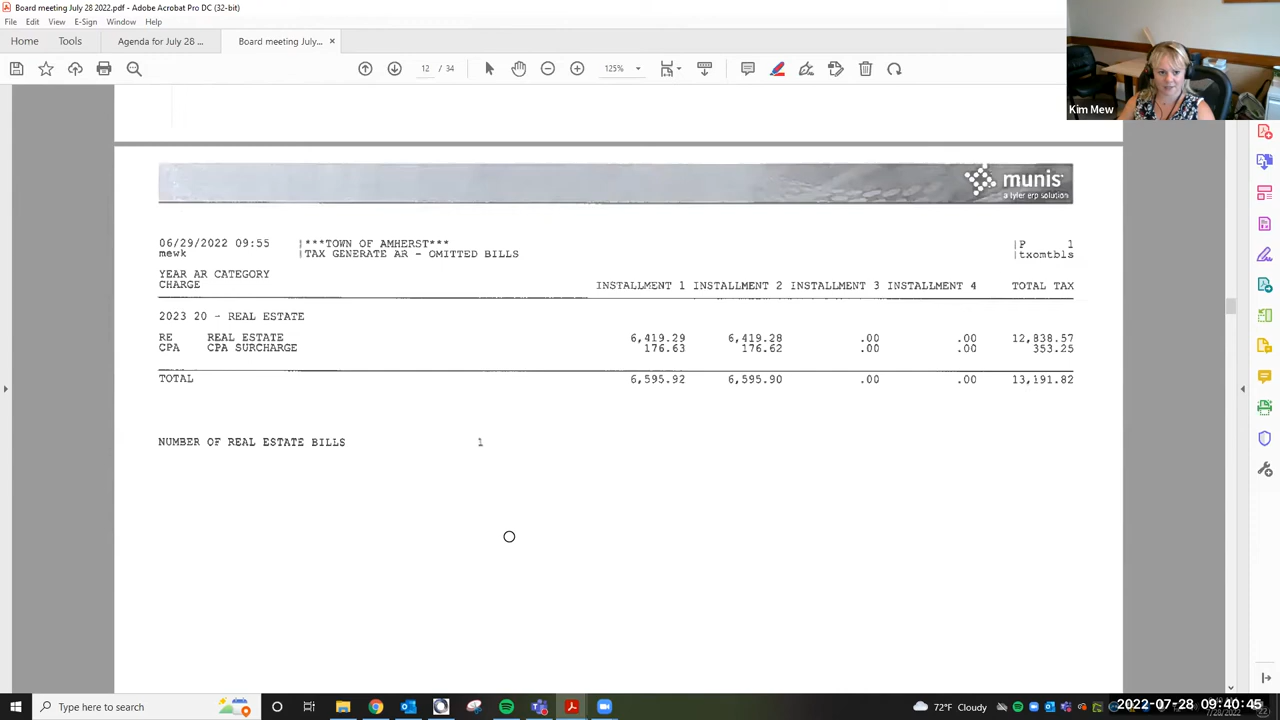 Board meeting July 28 2022.pdf - Adobe Acrobat Pro DC (32-bit)
File Edit View E-Sign Window Help
Home Tools Agenda for July 28 ... Board meeting July... ×
12 / 34 125%
Kim Mew
munis
a tyler erp solution
06/29/2022 09:55 |***TOWN OF AMHERST*** |P 1
mewk |TAX GENERATE AR - OMITTED BILLS |txomtbls
YEAR AR CATEGORY
CHARGE INSTALLMENT 1 INSTALLMENT 2 INSTALLMENT 3 INSTALLMENT 4 TOTAL TAX
2023 20 - REAL ESTATE
RE REAL ESTATE 6,419.29 6,419.28 .00 .00 12,838.57
CPA CPA SURCHARGE 176.63 176.62 .00 .00 353.25
TOTAL 6,595.92 6,595.90 .00 .00 13,191.82
NUMBER OF REAL ESTATE BILLS 1
Type here to search 72°F Cloudy 2022-07-28 09:40:45